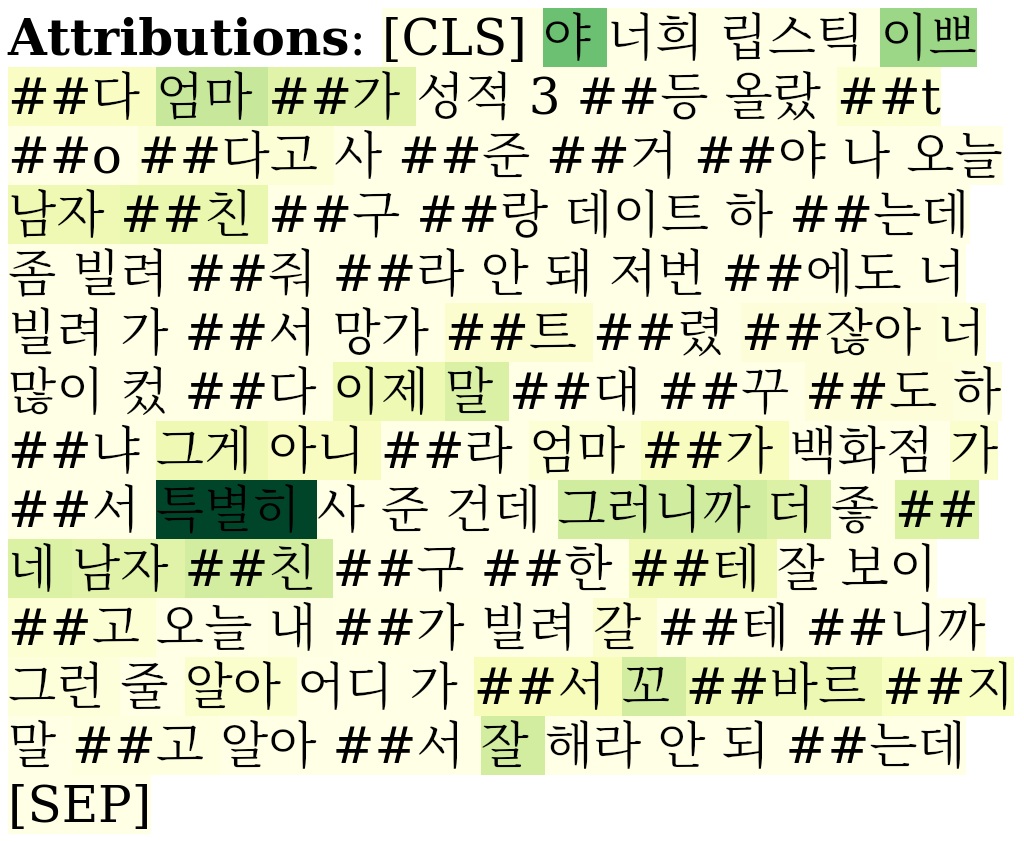 Attributions: [CLS] 야 너희 립스틱 이쁘
##다 엄마 ##가 성적 3 ##등 올랐 ##t
##o ##다고 사 ##준 ##거 ##야 나 오늘
남자 ##친 ##구 ##랑 데이트 하 ##는데
좀 빌려 ##줘 ##라 안 돼 저번 ##에도 너
빌려 가 ##서 망가 ##트 ##렸 ##잖아 너
많이 컸 ##다 이제 말 ##대 ##꾸 ##도 하
##냐 그게 아니 ##라 엄마 ##가 백화점 가
##서 특별히 사 준 건데 그러니까 더 좋 ##
네 남자 ##친 ##구 ##한 ##테 잘 보이
##고 오늘 내 ##가 빌려 갈 ##테 ##니까
그런 줄 알아 어디 가 ##서 꼬 ##바르 ##지
말 ##고 알아 ##서 잘 해라 안 되 ##는데
[SEP]